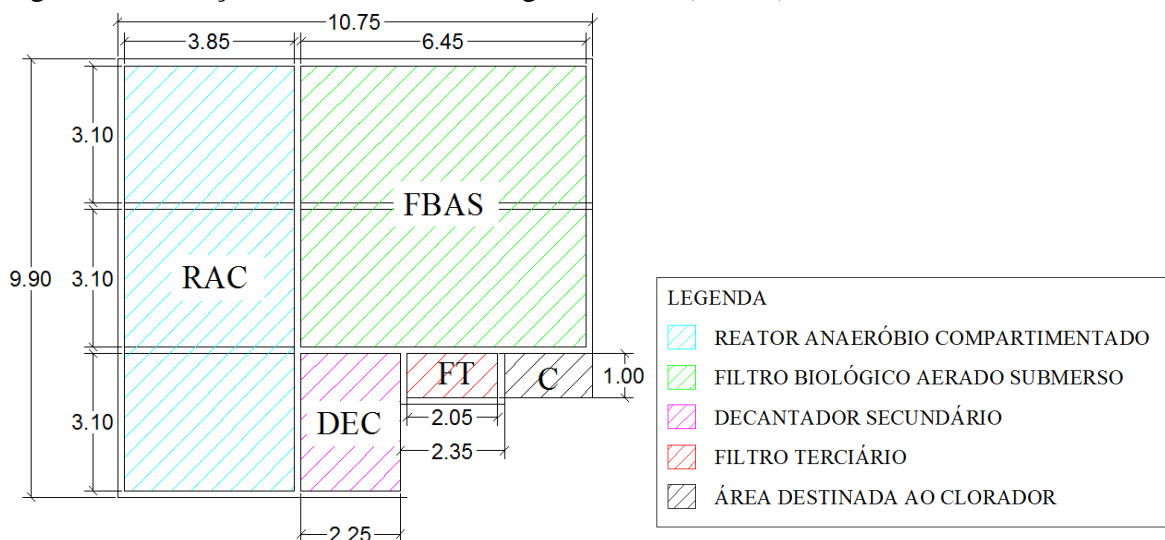 10.75
3.85
6.45
3.10
FBAS
3.10
9.90
RAC
LEGENDA
REATOR ANAERÓBIO COMPARTIMENTADO
FILTRO BIOLÓGICO AERADO SUBMERSO
DECANTADOR SECUNDÁRIO
FILTRO TERCIÁRIO
ÁREA DESTINADA AO CLORADOR
FT
C
1.00
3.10
DEC
2.05
2.35
2.25